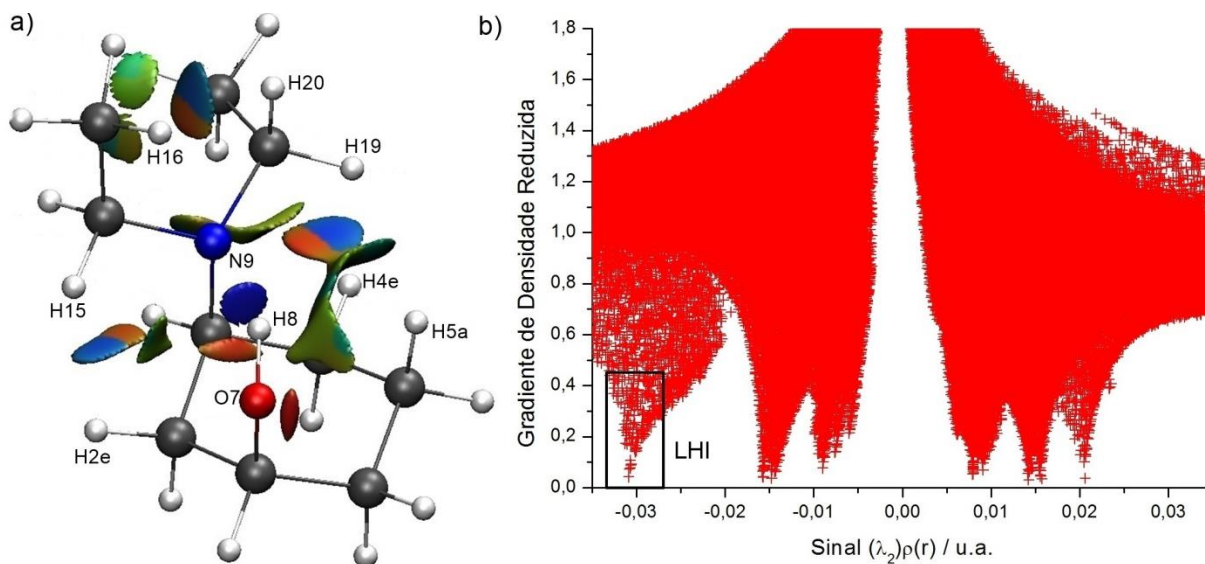 a)
H20
H19
H16
N9
H15
H4e
H8
H5a
O7
H2e
b)
Gradiente de Densidade Reduzida
1,8
1,6
1,4
1,2
1,0
0,8
0,6
0,4
0,2
0,0
LHI
-0,03 -0,02 -0,01 0,00 0,01 0,02 0,03
Sinal (λ₂)ρ(r) / u.a.